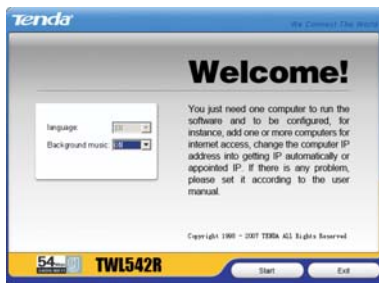 Tenda
We Connect The World
Welcome!
You just need one computer to run the
software and to be configured, for
instance, add one or more computers for
internet access, change the computer IP
address into getting IP automatically or
appointed IP. If there is any problem,
please set it according to the user
manual.
language:
Background music:
Copyright 1998 - 2007 TENDA All Rights Reserved
54
TWL542R
Start
Exit